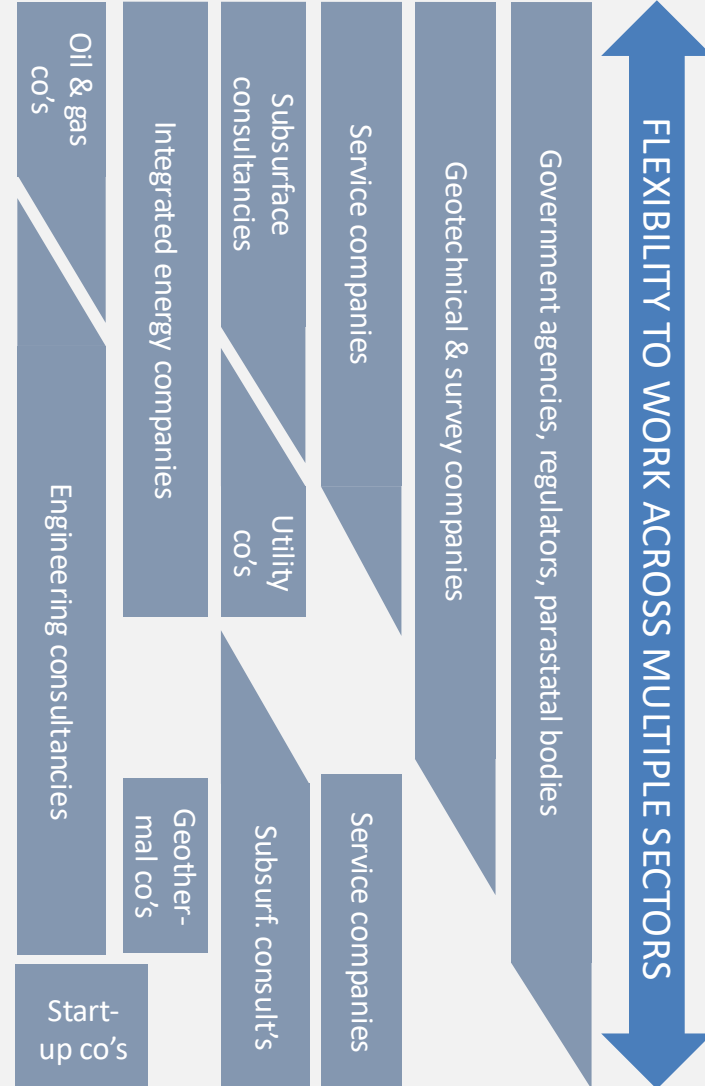 Oil & gas
co's
Engineering consultancies
Start-
up co's
Integrated energy companies
Geother-
mal co's
Subsurface
consultancies
Utility
co's
Subsurf. consult's
Service companies
Service companies
Geotechnical & survey companies
Government agencies, regulators, parastatal bodies
FLEXIBILITY TO WORK ACROSS MULTIPLE SECTORS